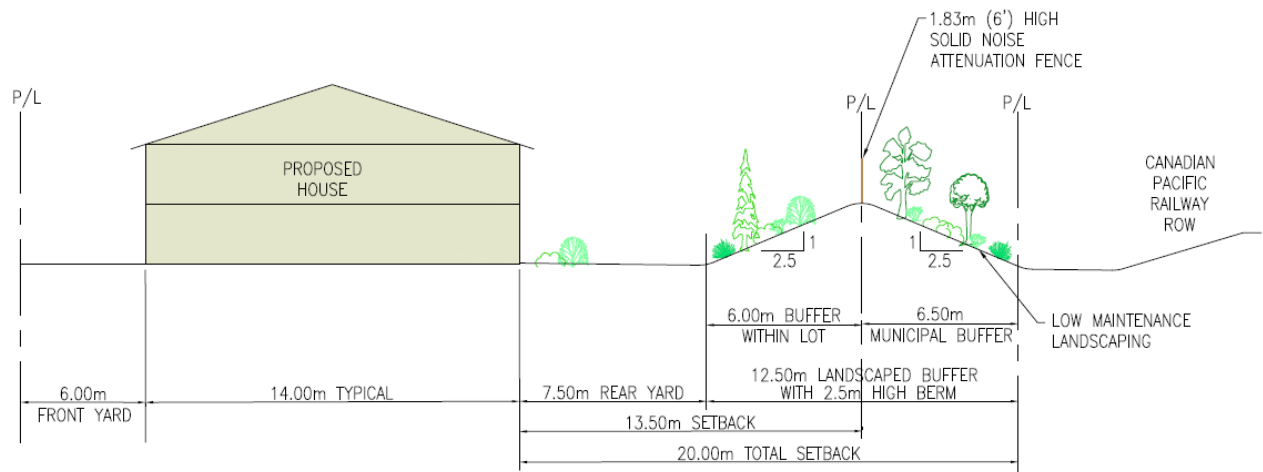 1.83m (6') HIGH
SOLID NOISE
ATTENUATION FENCE
P/L
P/L
P/L
PROPOSED
HOUSE
CANADIAN
PACIFIC
RAILWAY
ROW
1
2.5
1
2.5
6.00m BUFFER
WITHIN LOT
6.50m
MUNICIPAL BUFFER
LOW MAINTENANCE
LANDSCAPING
6.00m
FRONT YARD
14.00m TYPICAL
7.50m REAR YARD
12.50m LANDSCAPED BUFFER
WITH 2.5m HIGH BERM
13.50m SETBACK
20.00m TOTAL SETBACK